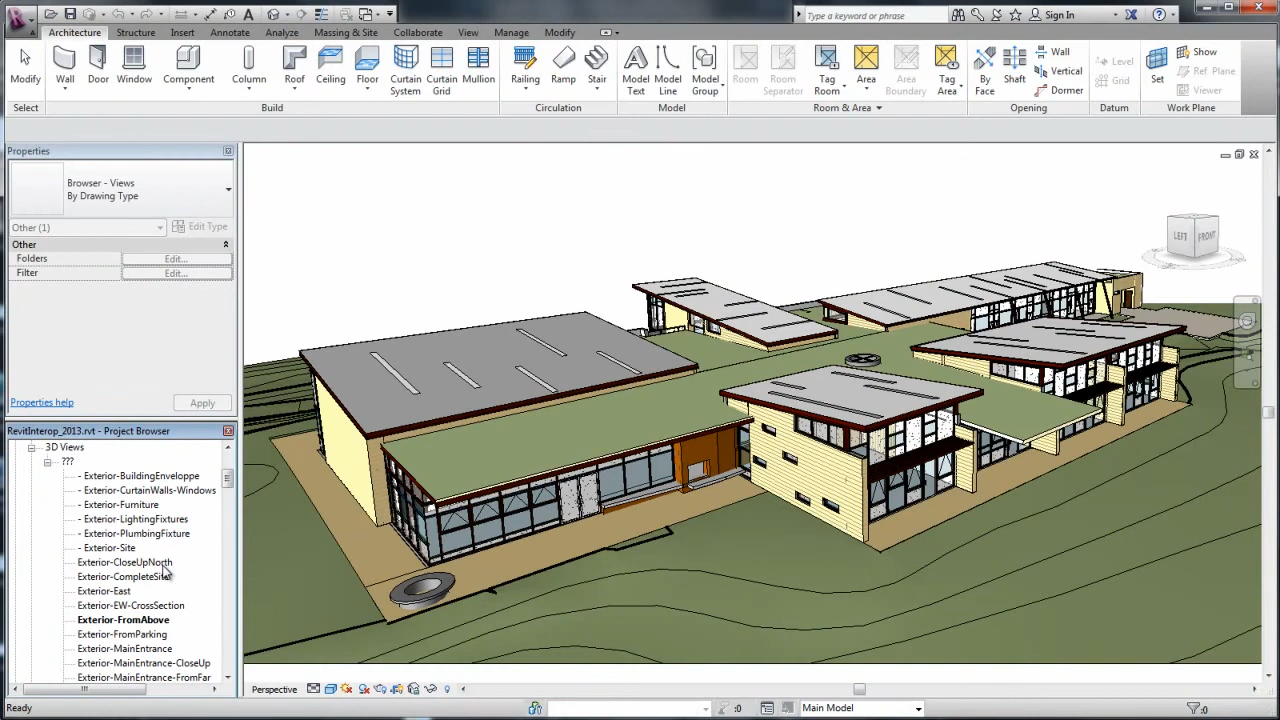 Type a keyword or phrase
Sign In
Architecture Structure Insert Annotate Analyze Massing & Site Collaborate View Manage Modify
Modify Wall Door Window Component Column Roof Ceiling Floor Curtain System Curtain Grid Mullion Railing Ramp Stair Model Text Model Line Model Group Room Room Separator Tag Room Area Area Boundary Tag Area By Face Shaft Wall Vertical Dormer Level Grid Set Show Ref Plane Viewer
Select Build Circulation Model Room & Area Opening Datum Work Plane
Properties
Browser - Views
By Drawing Type
Other (1) Edit Type
Other
Folders Edit...
Filter Edit...
Properties help Apply
LEFT FRONT
RevitInterop_2013.rvt - Project Browser
3D Views
???
- Exterior-BuildingEnveloppe
- Exterior-CurtainWalls-Windows
- Exterior-Furniture
- Exterior-LightingFixtures
- Exterior-PlumbingFixture
- Exterior-Site
Exterior-CloseUpNorth
Exterior-CompleteSite
Exterior-East
Exterior-EW-CrossSection
Exterior-FromAbove
Exterior-FromParking
Exterior-MainEntrance
Exterior-MainEntrance-CloseUp
Exterior-MainEntrance-FromFar
Perspective
Ready :0 Main Model :0